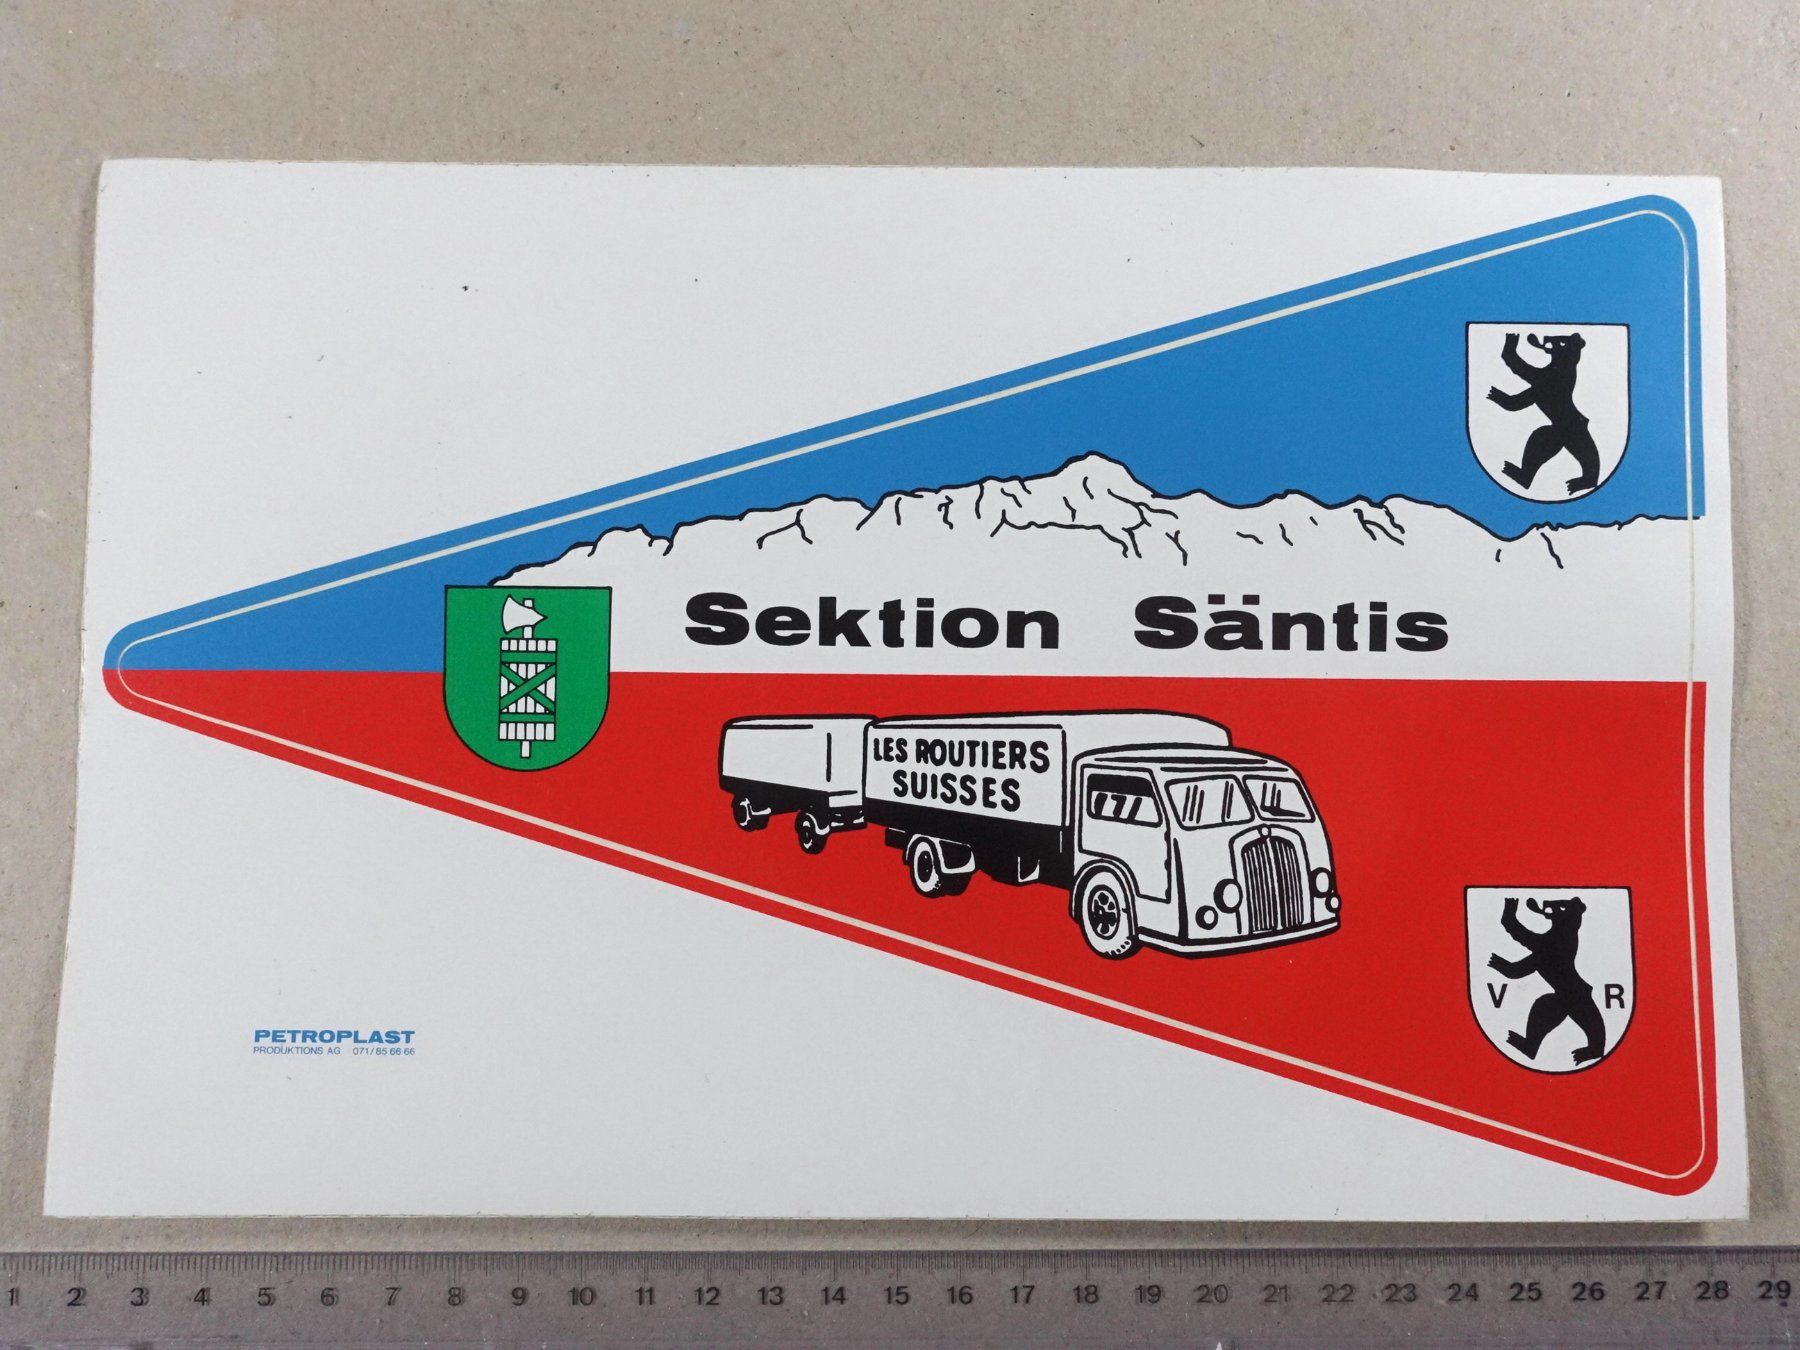 Sektion Säntis
LES ROUTIERS
SUISSES
V R
PETROPLAST
PRODUKTIONS AG 071/85 66 66
1 2 3 4 5 6 7 8 9 10 11 12 13 14 15 16 17 18 19 20 21 22 23 24 25 26 27 28 29